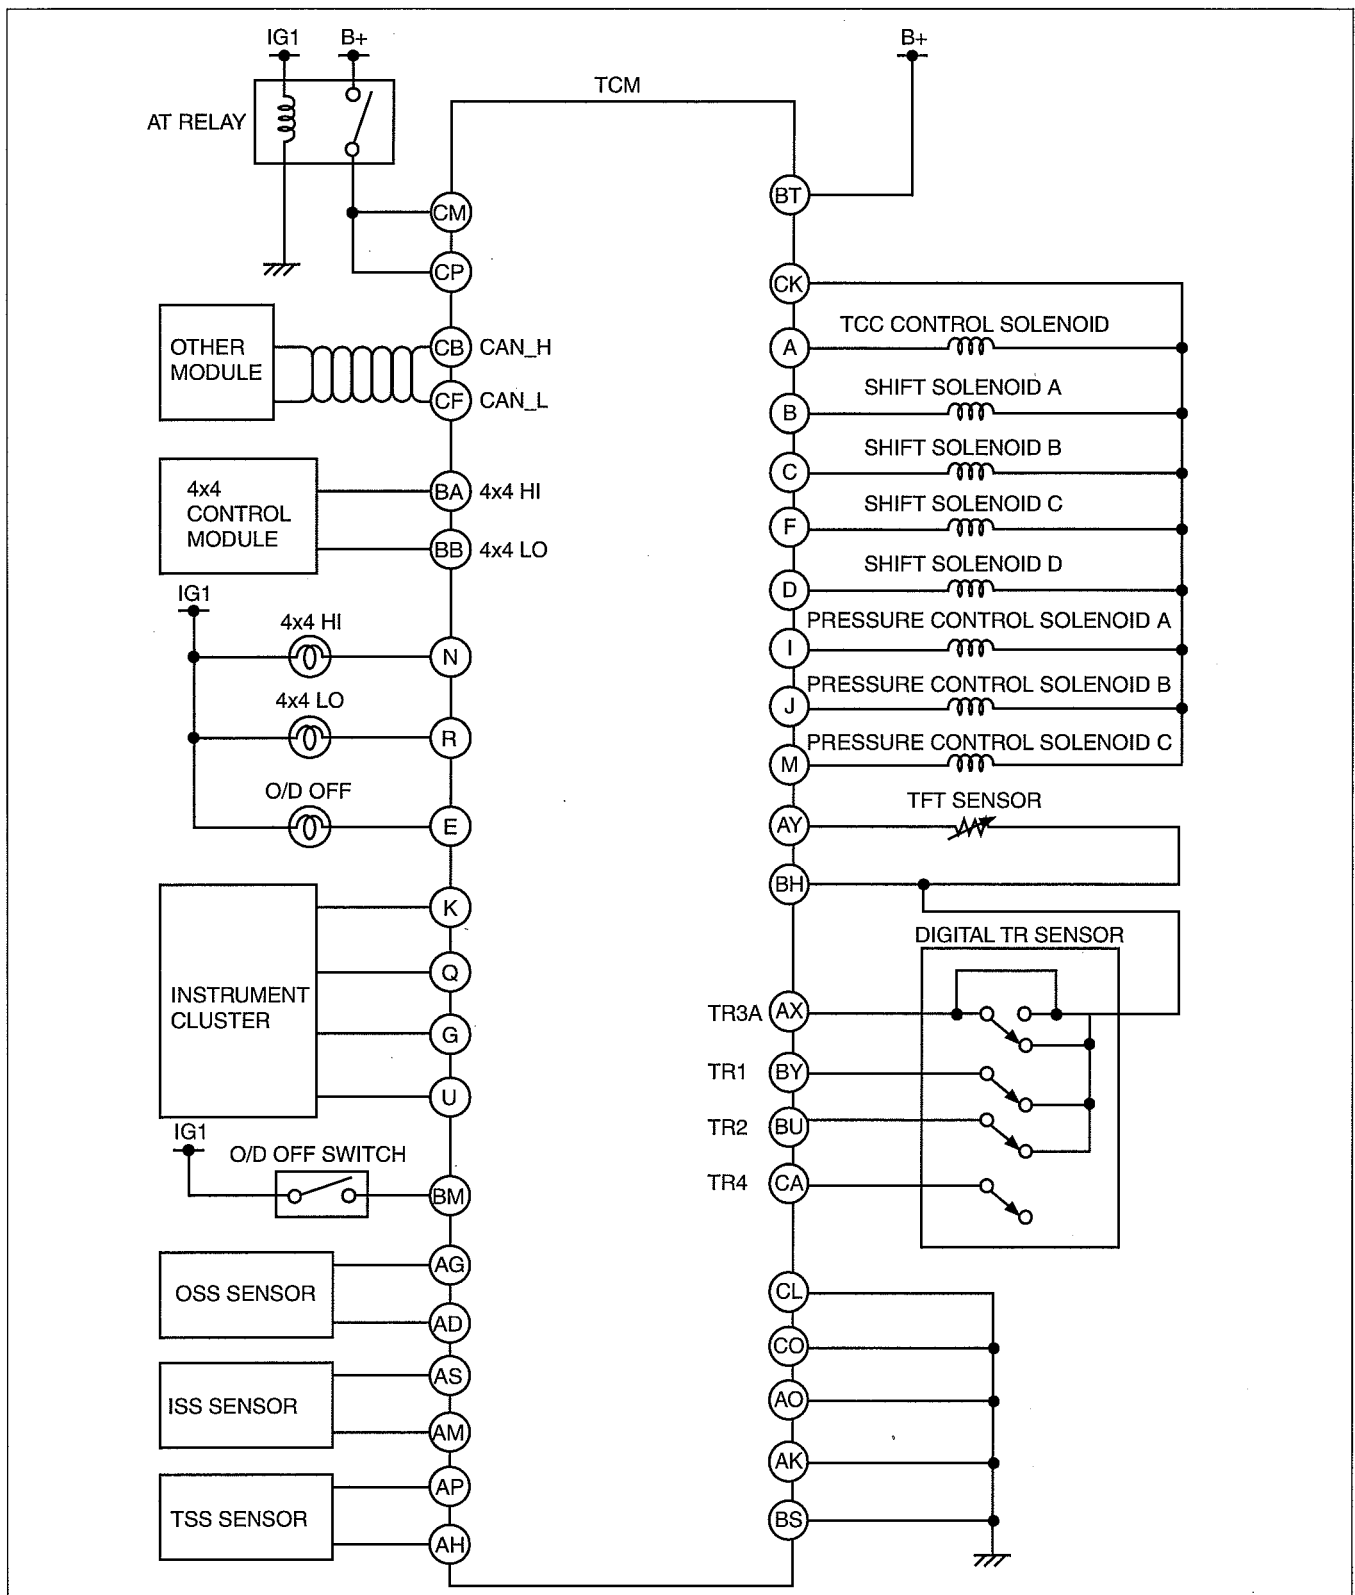 IG1 B+
AT RELAY
TCM
B+
CM
CP
BT
CK
OTHER
MODULE
CB CAN_H
CF CAN_L
4x4
CONTROL
MODULE
BA 4x4 HI
BB 4x4 LO
IG1
4x4 HI
N
4x4 LO
R
O/D OFF
E
INSTRUMENT
CLUSTER
K
Q
G
U
IG1
O/D OFF SWITCH
BM
OSS SENSOR
AG
AD
ISS SENSOR
AS
AM
TSS SENSOR
AP
AH
TCC CONTROL SOLENOID
A
SHIFT SOLENOID A
B
SHIFT SOLENOID B
C
SHIFT SOLENOID C
F
SHIFT SOLENOID D
D
PRESSURE CONTROL SOLENOID A
I
PRESSURE CONTROL SOLENOID B
J
PRESSURE CONTROL SOLENOID C
M
TFT SENSOR
AY
BH
DIGITAL TR SENSOR
TR3A AX
TR1 BY
TR2 BU
TR4 CA
CL
CO
AO
AK
BS